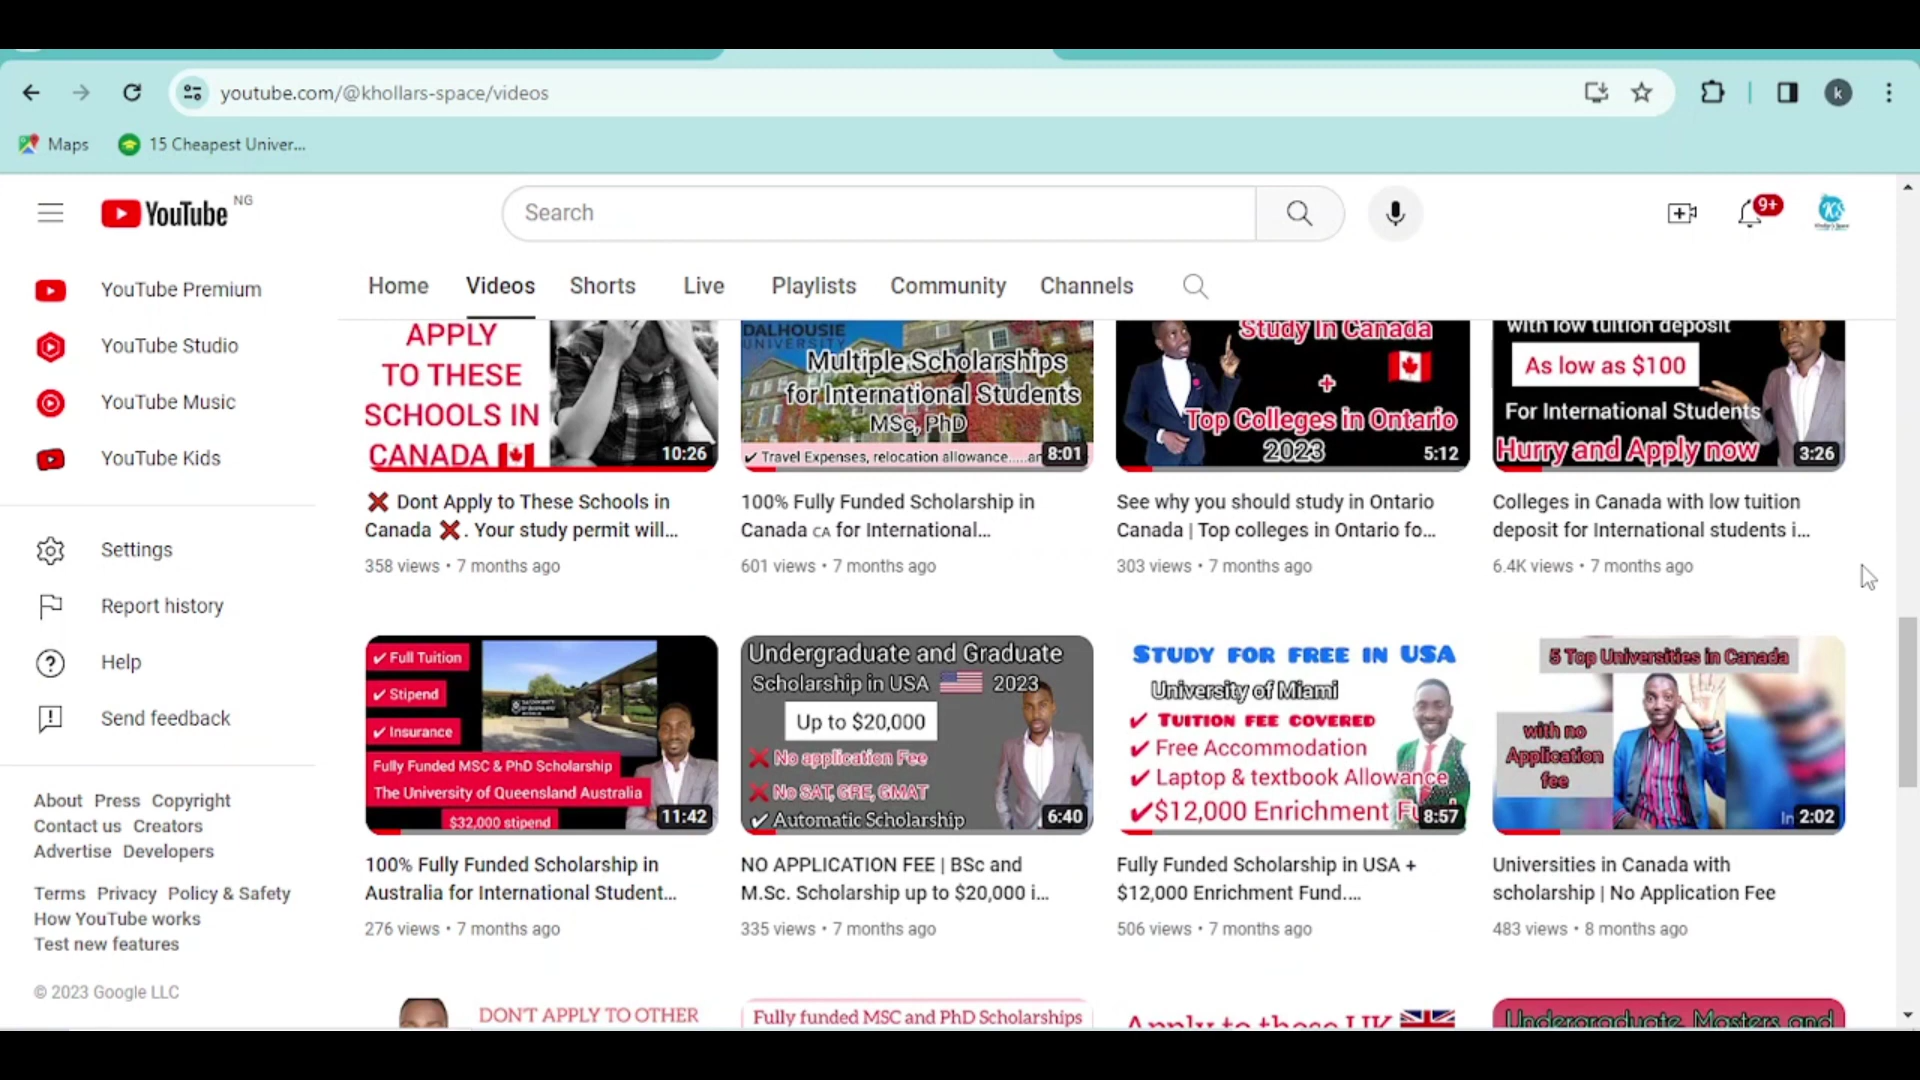 youtube.com/@khollars-space/videos
k
Maps
15 Cheapest Univer...
YouTube NG
Search
9+
KS
YouTube Premium
YouTube Studio
YouTube Music
YouTube Kids
Settings
Report history
Help
Send feedback
About Press Copyright
Contact us Creators
Advertise Developers
Terms Privacy Policy & Safety
How YouTube works
Test new features
© 2023 Google LLC
Home Videos Shorts Live Playlists Community Channels
APPLY
TO THESE
SCHOOLS IN
CANADA
10:26
❌ Dont Apply to These Schools in
Canada ❌. Your study permit will...
358 views • 7 months ago
DALHOUSIE
UNIVERSITY
Multiple Scholarships
for International Students
MSc, PhD
✔ Travel Expenses, relocation allowance.....an
8:01
100% Fully Funded Scholarship in
Canada CA for International...
601 views • 7 months ago
Study In Canada
+
Top Colleges in Ontario
2023
5:12
See why you should study in Ontario
Canada | Top colleges in Ontario fo...
303 views • 7 months ago
with low tuition deposit
As low as $100
For International Students
Hurry and Apply now
3:26
Colleges in Canada with low tuition
deposit for International students i...
6.4K views • 7 months ago
✔ Full Tuition
✔ Stipend
✔ Insurance
Fully Funded MSC & PhD Scholarship
The University of Queensland Australia
$32,000 stipend
11:42
100% Fully Funded Scholarship in
Australia for International Student...
276 views • 7 months ago
Undergraduate and Graduate
Scholarship in USA 2023
Up to $20,000
❌ No application Fee
❌ No SAT, GRE, GMAT
✔ Automatic Scholarship
6:40
NO APPLICATION FEE | BSc and
M.Sc. Scholarship up to $20,000 i...
335 views • 7 months ago
STUDY FOR FREE IN USA
University of Miami
✔ TUITION FEE COVERED
✔ Free Accommodation
✔ Laptop & textbook Allowance
✔ $12,000 Enrichment Fund
8:57
Fully Funded Scholarship in USA +
$12,000 Enrichment Fund....
506 views • 7 months ago
5 Top Universities in Canada
with no
Application
fee
In
2:02
Universities in Canada with
scholarship | No Application Fee
483 views • 8 months ago
DON'T APPLY TO OTHER
Fully funded MSC and PhD Scholarships
Apply to these UK
Undergraduate, Masters and